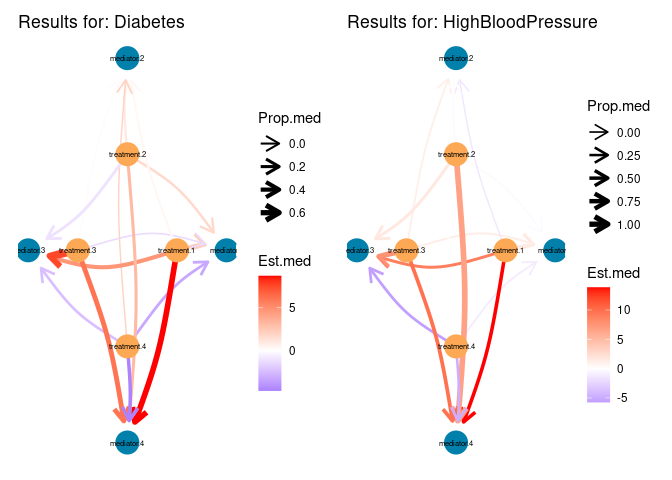 Results for: Diabetes
mediator.2
treatment.2
mediator.3
treatment.3
treatment.1
mediator.
treatment.4
mediator.4
Prop.med
0.0
0.2
0.4
0.6
Est.med
5
0
Results for: HighBloodPressure
mediator.2
treatment.2
mediator.3
treatment.3
treatment.1
mediator.
treatment.4
mediator.4
Prop.med
0.00
0.25
0.50
0.75
1.00
Est.med
10
5
0
-5